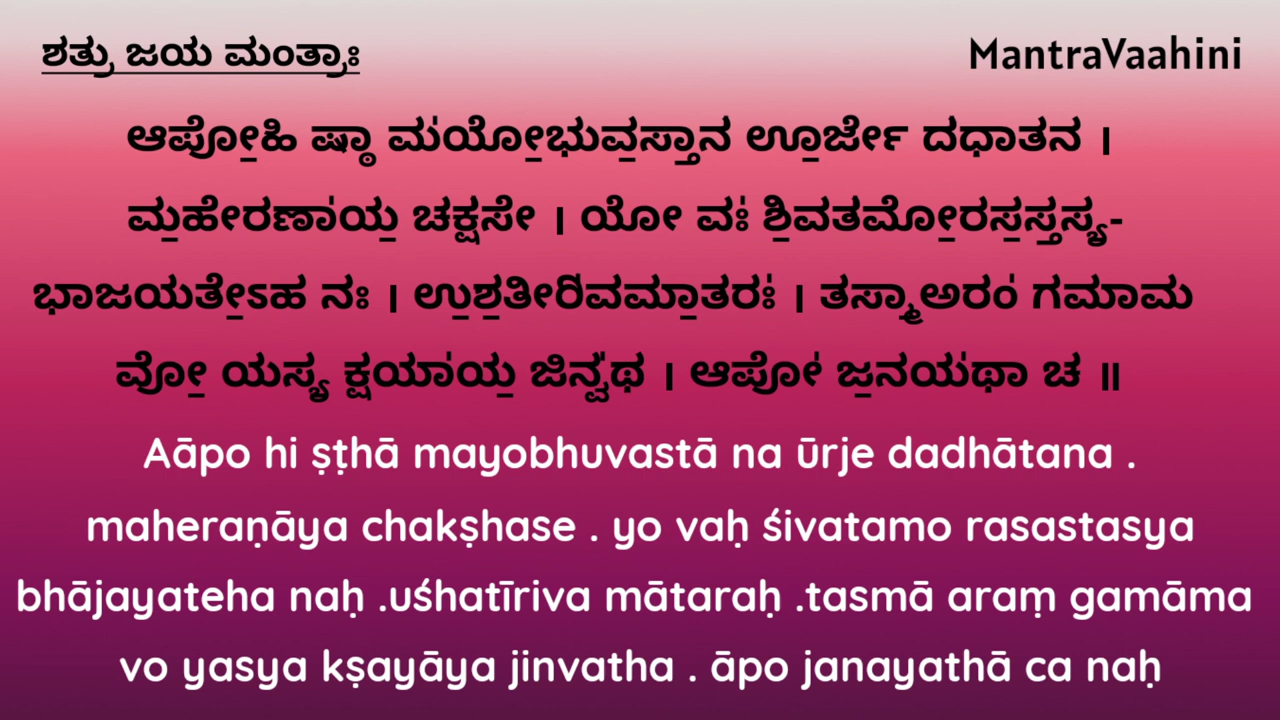 ಶತ್ರು ಜಯ ಮಂತ್ರಾಃ
MantraVaahini
ಆಪೋ॒ಹಿ ಷ್ಠಾ ಮ॑ಯೋ॒ಭುವ॒ಸ್ತಾನ ಊ॒ರ್ಜೇ ದಧಾತನ ।
ಮ॒ಹೇರಣಾ॑ಯ॒ ಚಕ್ಷಸೇ । ಯೋ ವಃ॑ ಶಿ॒ವತಮೋ॒ರಸ॒ಸ್ತಸ್ಯ-
ಭಾಜಯತೇ॒ಽಹ ನಃ । ಉ॒ಶ॒ತೀರಿ॑ವಮಾ॒ತರಃ॑ । ತಸ್ಮಾಅರಂ॑ ಗಮಾಮ
ವೋ॒ ಯಸ್ಯ ಕ್ಷಯಾ॑ಯ॒ ಜಿನ್ವ॑ಥ । ಆಪೋ॑ ಜ॒ನಯ॑ಥಾ ಚ ॥
Aāpo hi ṣṭhā mayobhuvastā na ūrje dadhātana .
maheraṇāya chakṣhase . yo vaḥ śivatamo rasastasya
bhājayateha naḥ .uśhatīriva mātaraḥ .tasmā araṃ gamāma
vo yasya kṣayāya jinvatha . āpo janayathā ca naḥ